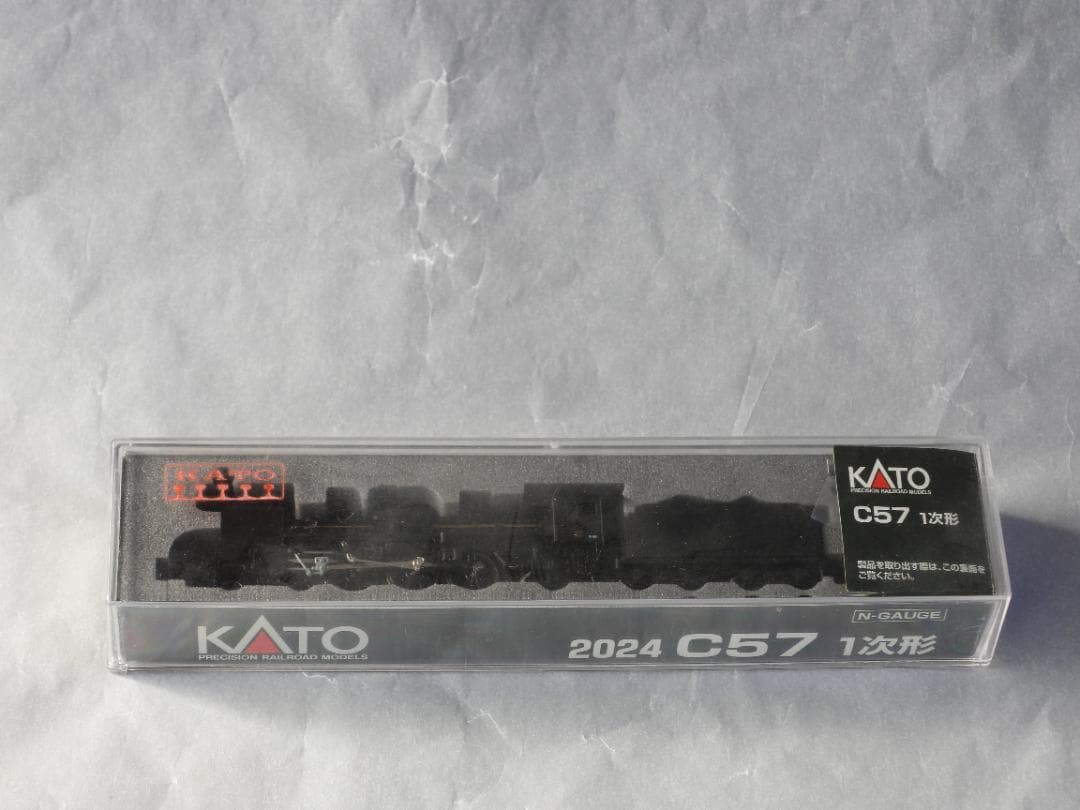 KATO
KATO
PRECISION RAILROAD MODELS
C57 1次形
製品を取り出す際は、この裏面を
ご覧ください。
N-GAUGE
KATO
PRECISION RAILROAD MODELS
2024 C57 1次形